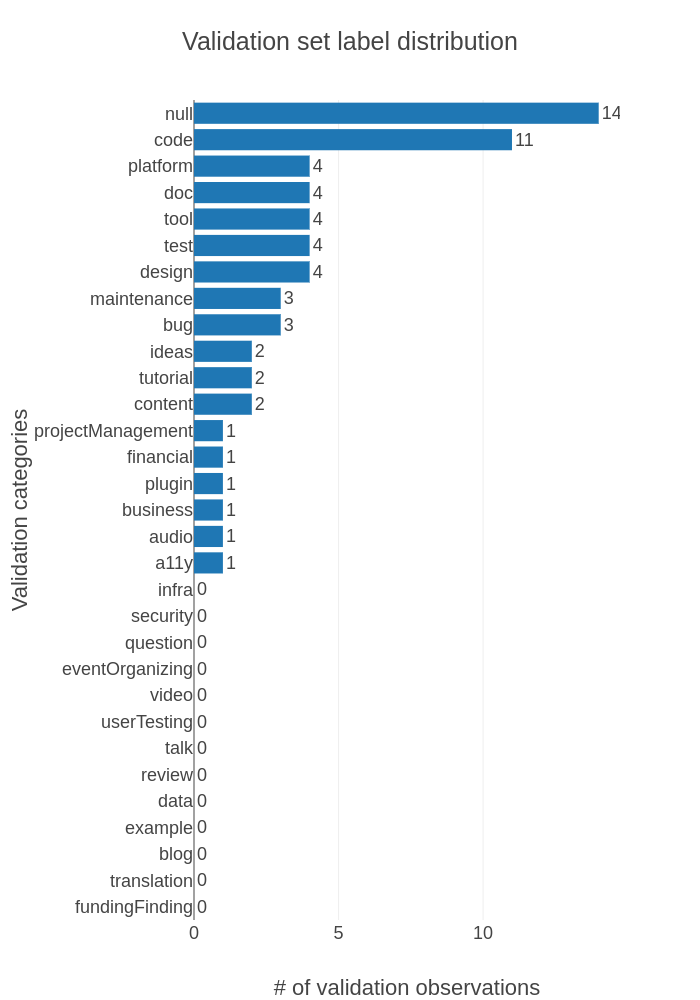 Validation set label distribution
null 14
code 11
platform 4
doc 4
tool 4
test 4
design 4
maintenance 3
bug 3
ideas 2
tutorial 2
content 2
projectManagement 1
financial 1
plugin 1
business 1
audio 1
a11y 1
infra 0
security 0
question 0
eventOrganizing 0
video 0
userTesting 0
talk 0
review 0
data 0
example 0
blog 0
translation 0
fundingFinding 0
0 5 10
# of validation observations
Validation categories